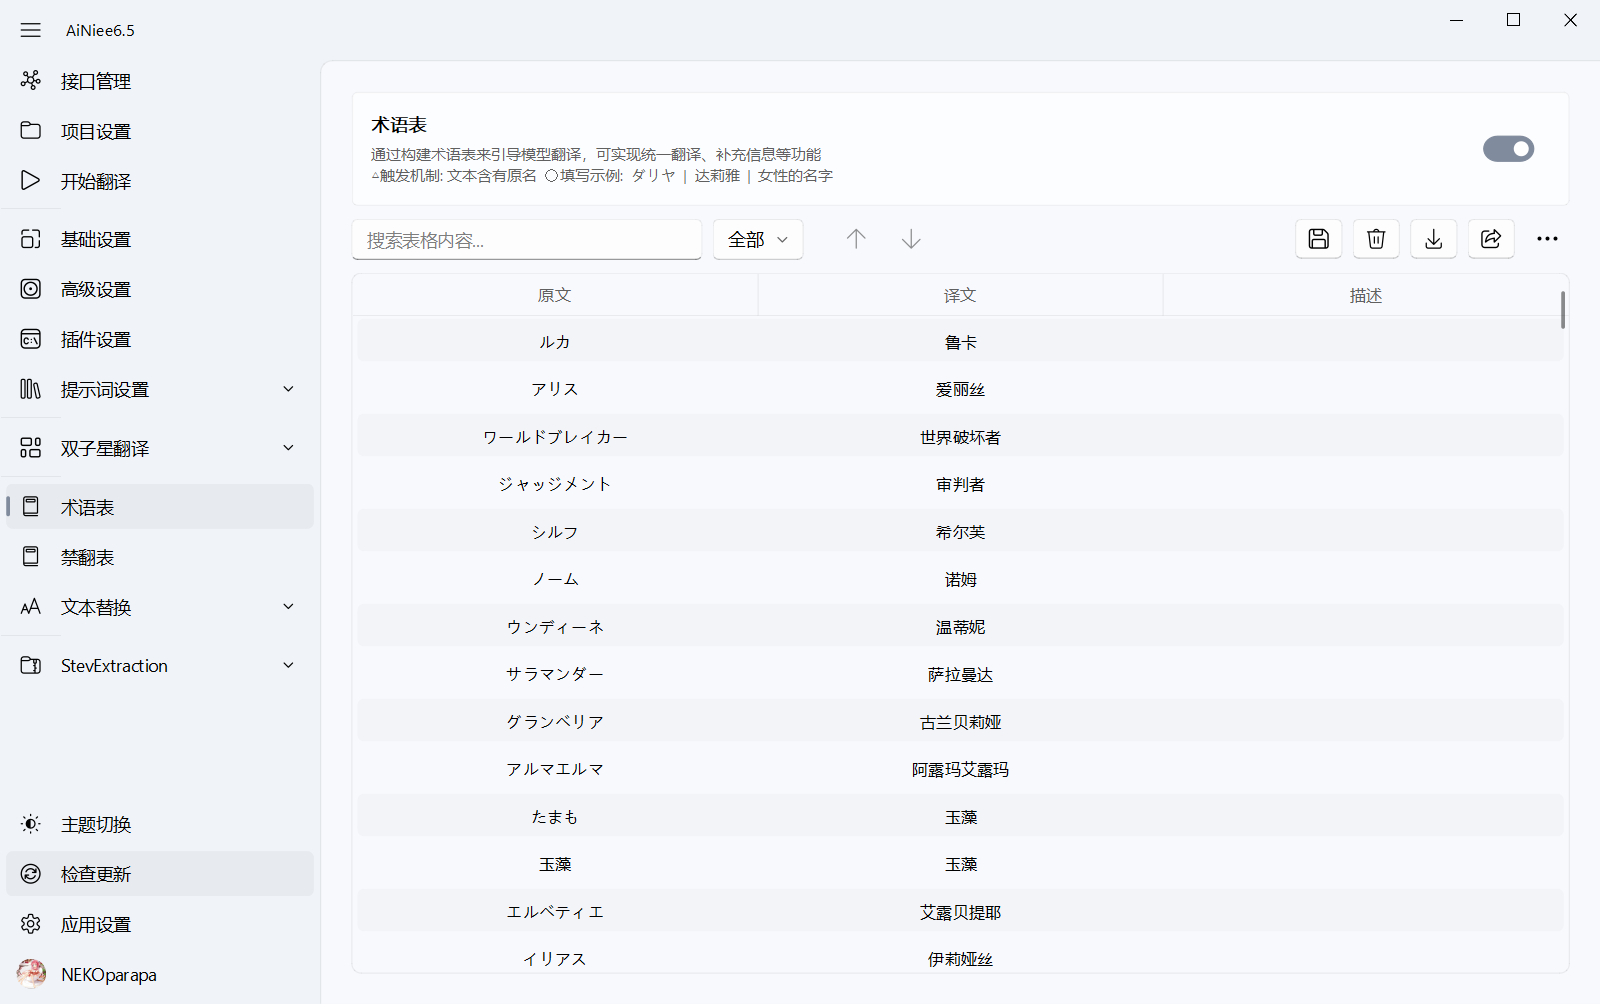 AiNiee6.5
接口管理
项目设置
开始翻译
基础设置
高级设置
插件设置
提示词设置
双子星翻译
术语表
禁翻表
文本替换
StevExtraction
主题切换
检查更新
应用设置
NEKOparapa
术语表
通过构建术语表来引导模型翻译，可实现统一翻译、补充信息等功能
△触发机制: 文本含有原名 ○填写示例: ダリヤ | 达莉雅 | 女性的名字
搜索表格内容...
全部
原文 译文 描述
ルカ 鲁卡
アリス 爱丽丝
ワールドブレイカー 世界破坏者
ジャッジメント 审判者
シルフ 希尔芙
ノーム 诺姆
ウンディーネ 温蒂妮
サラマンダー 萨拉曼达
グランベリア 古兰贝莉娅
アルマエルマ 阿露玛艾露玛
たまも 玉藻
玉藻 玉藻
エルベティエ 艾露贝提耶
イリアス 伊莉娅丝